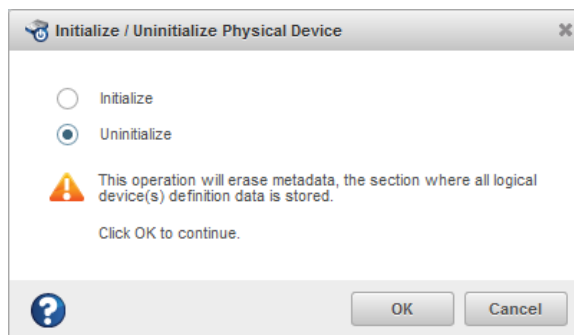 Initialize / Uninitialize Physical Device
Initialize
Uninitialize
This operation will erase metadata, the section where all logical
device(s) definition data is stored.
Click OK to continue.
?
OK
Cancel